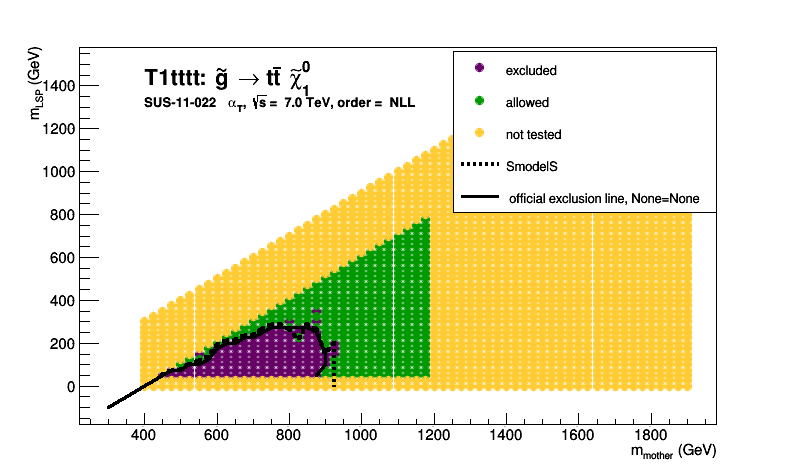 T1tttt: g̃ → tt̄ χ̃⁰₁
SUS-11-022 α_T, √s = 7.0 TeV, order = NLL
excluded
allowed
not tested
SmodelS
official exclusion line, None=None
m_LSP (GeV)
1400
1200
1000
800
600
400
200
0
400 600 800 1000 1200 1400 1600 1800
m_mother (GeV)